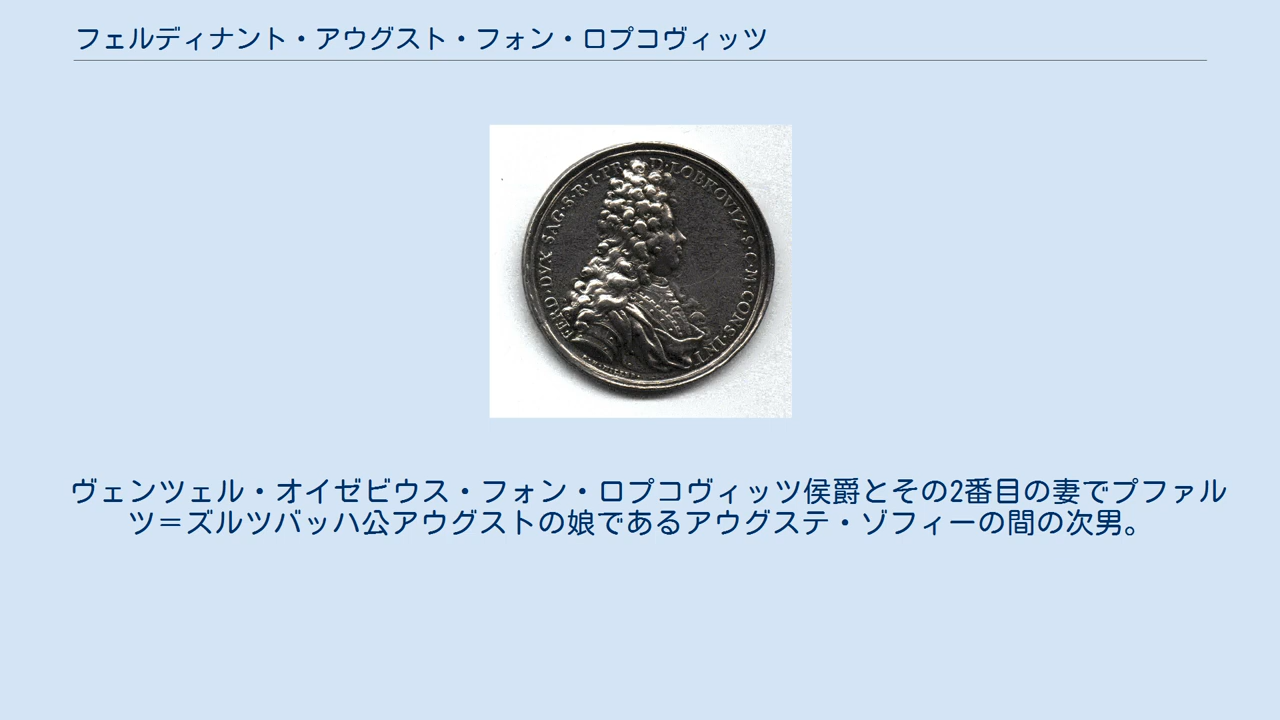 フェルディナント・アウグスト・フォン・ロプコヴィッツ
FERD·DVX SAG·S·R·I·PR· D·LOBKOVIZ·S·C·M·CONS·INT
ヴェンツェル・オイゼビウス・フォン・ロプコヴィッツ侯爵とその2番目の妻でプファル
ツ＝ズルツバッハ公アウグストの娘であるアウグステ・ゾフィーの間の次男。